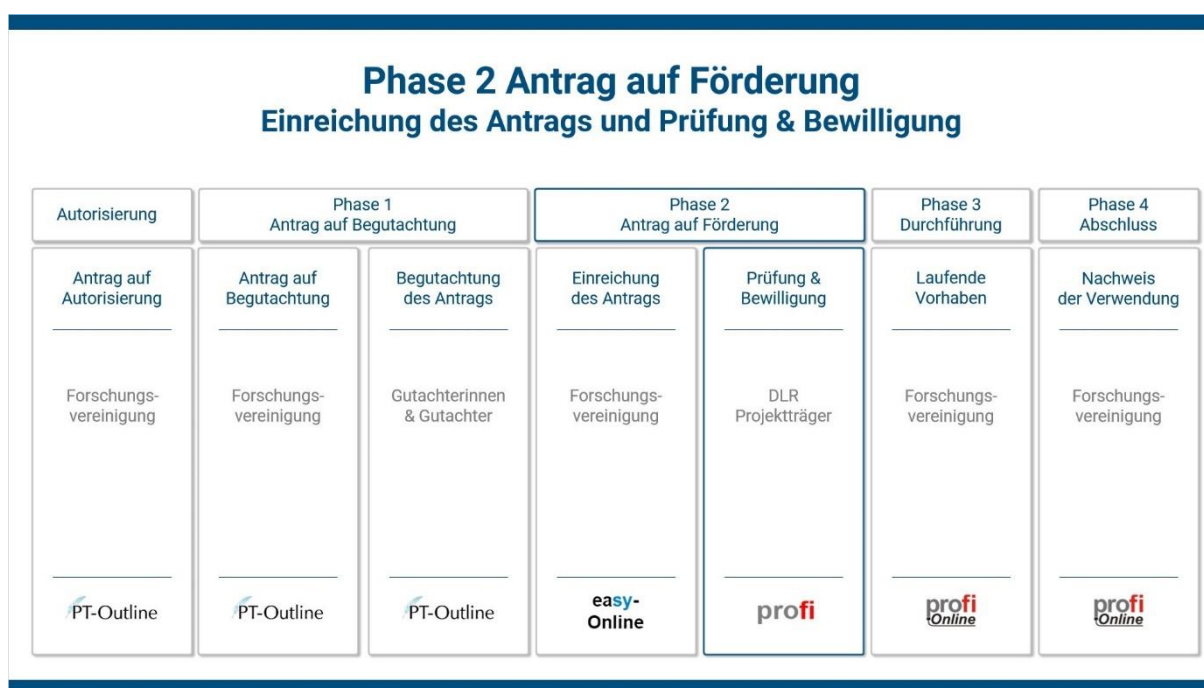 Phase 2 Antrag auf Förderung
Einreichung des Antrags und Prüfung & Bewilligung
Autorisierung
Phase 1
Antrag auf Begutachtung
Phase 2
Antrag auf Förderung
Phase 3
Durchführung
Phase 4
Abschluss
Antrag auf
Autorisierung
Forschungs-
vereinigung
PT-Outline
Antrag auf
Begutachtung
Forschungs-
vereinigung
PT-Outline
Begutachtung
des Antrags
Gutachterinnen
& Gutachter
PT-Outline
Einreichung
des Antrags
Forschungs-
vereinigung
easy-
Online
Prüfung &
Bewilligung
DLR
Projektträger
profi
Laufende
Vorhaben
Forschungs-
vereinigung
profi
-Online
Nachweis
der Verwendung
Forschungs-
vereinigung
profi
-Online